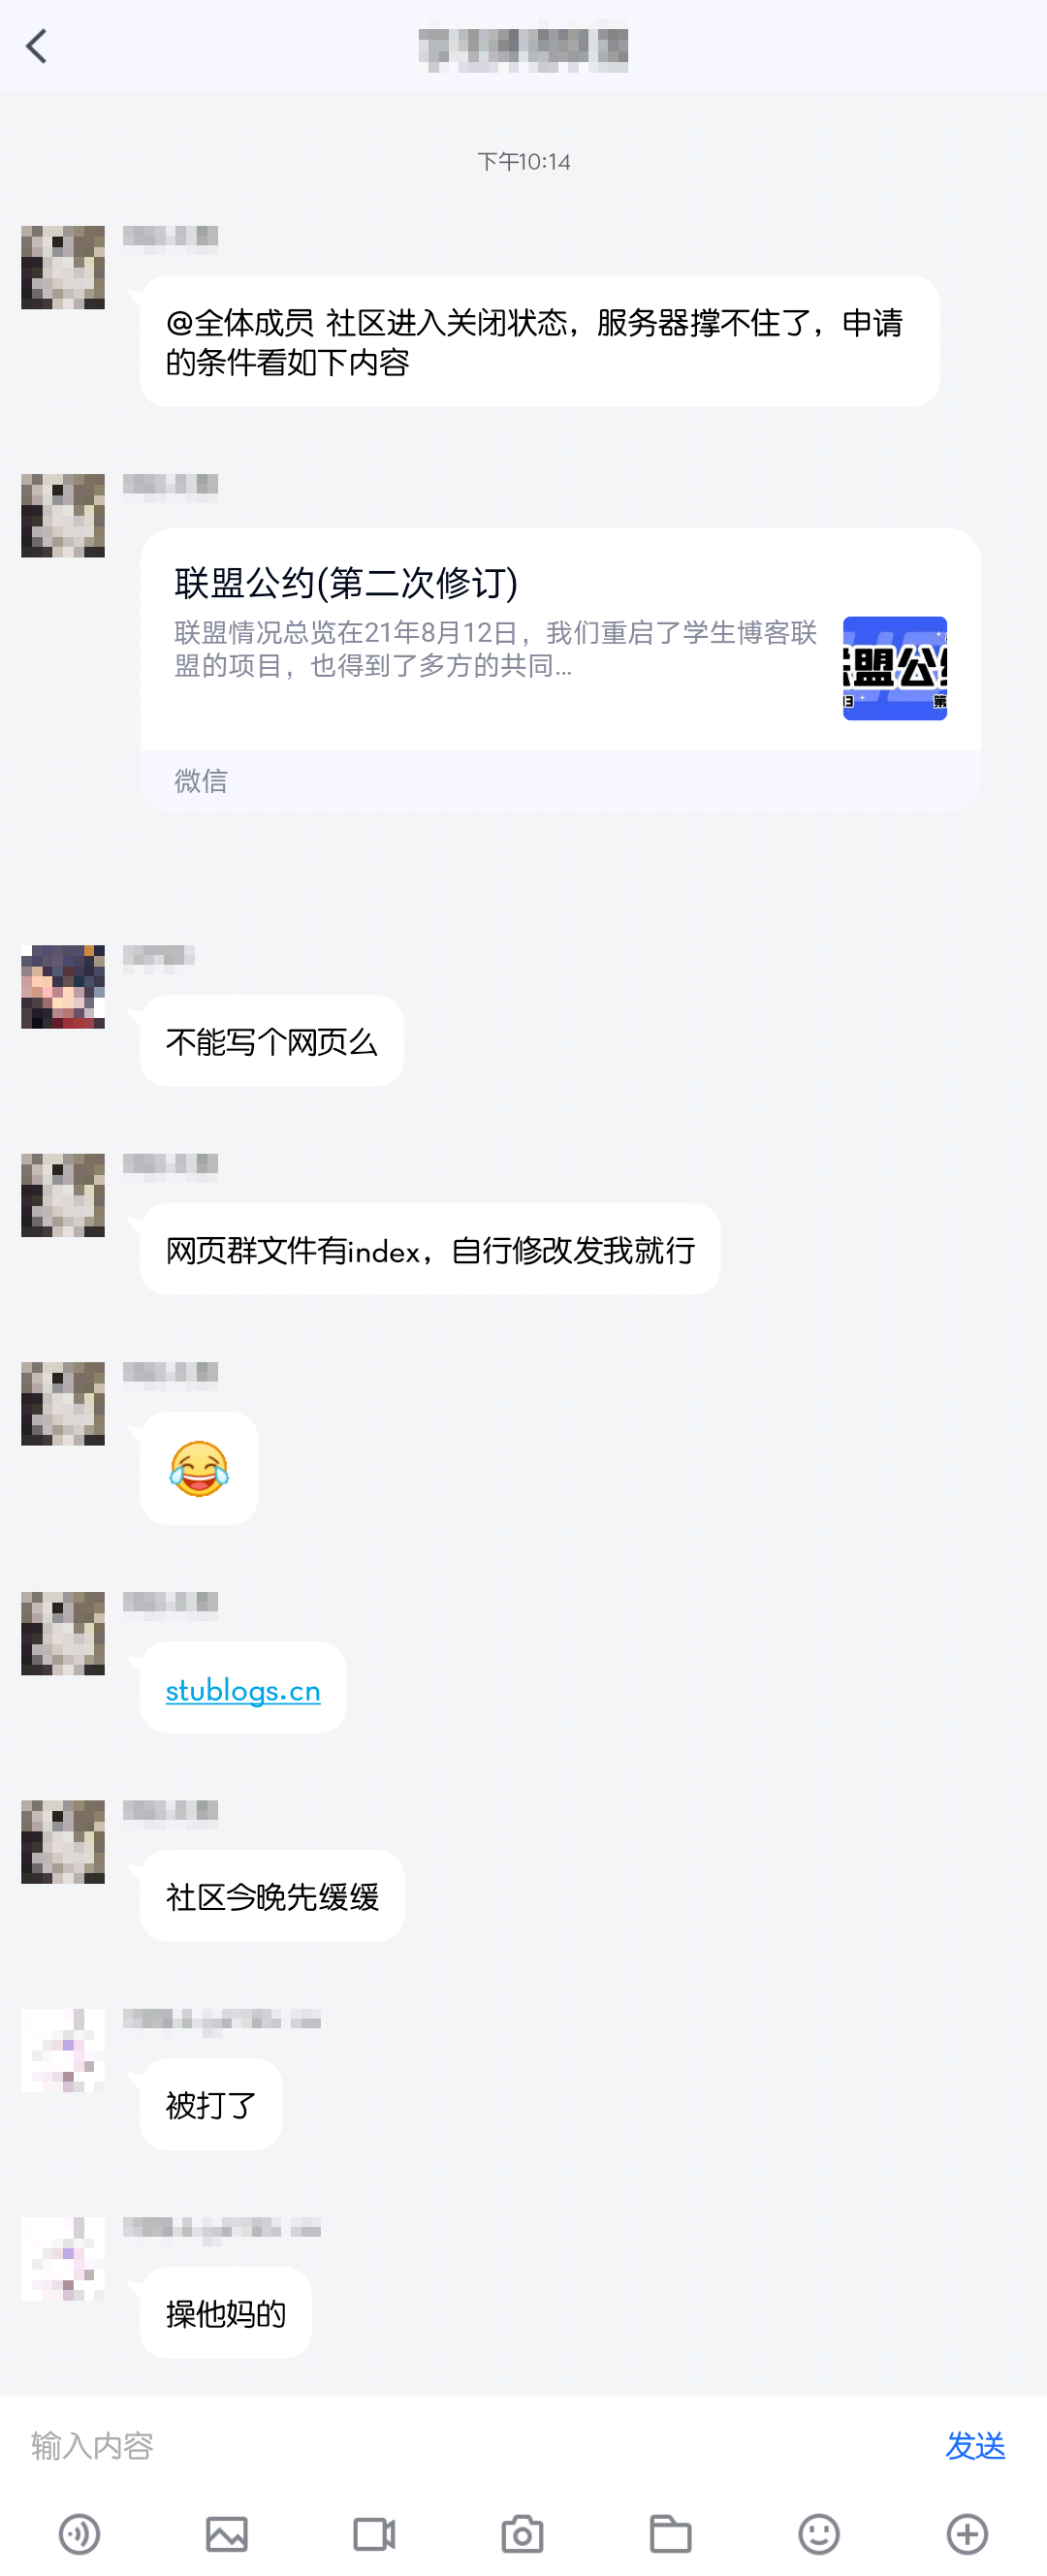 下午10:14
@全体成员 社区进入关闭状态，服务器撑不住了，申请
的条件看如下内容
联盟公约(第二次修订)
联盟情况总览在21年8月12日，我们重启了学生博客联
盟的项目，也得到了多方的共同...
盟公
第
微信
不能写个网页么
网页群文件有index，自行修改发我就行
stublogs.cn
社区今晚先缓缓
被打了
操他妈的
输入内容
发送